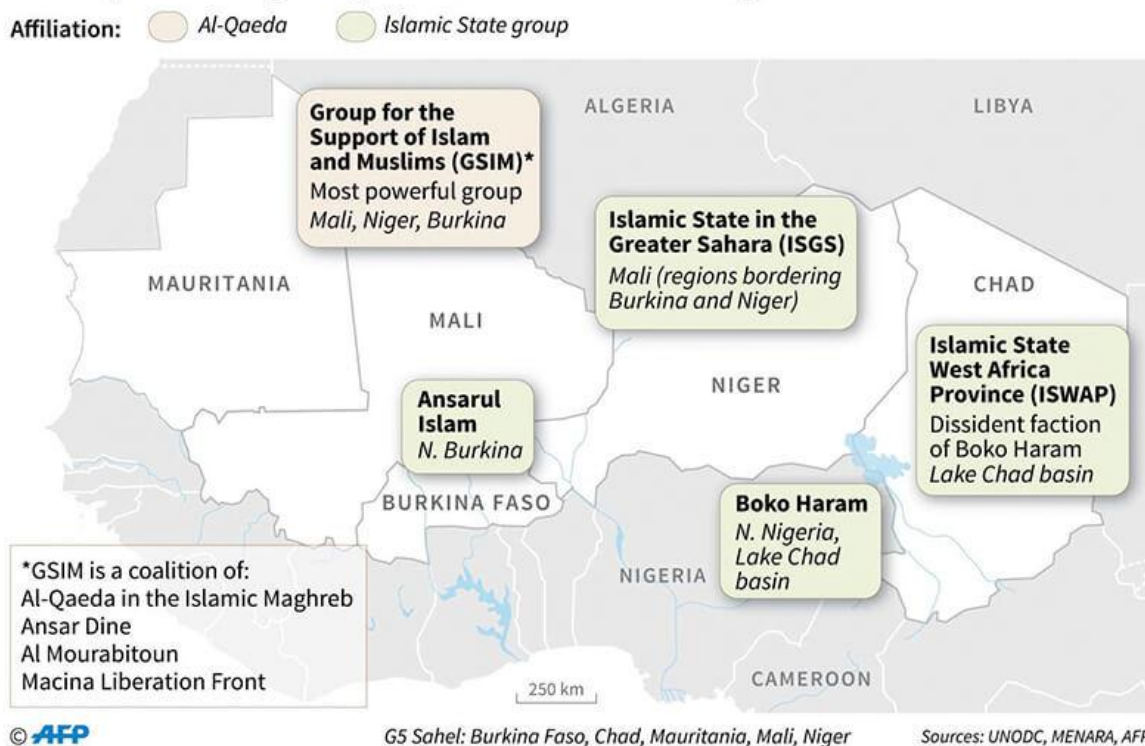 Affiliation: Al-Qaeda Islamic State group
ALGERIA
LIBYA
Group for the
Support of Islam
and Muslims (GSIM)*
Most powerful group
Mali, Niger, Burkina
Islamic State in the
Greater Sahara (ISGS)
Mali (regions bordering
Burkina and Niger)
MAURITANIA
MALI
CHAD
NIGER
Islamic State
West Africa
Province (ISWAP)
Dissident faction
of Boko Haram
Lake Chad basin
Ansarul
Islam
N. Burkina
BURKINA FASO
Boko Haram
N. Nigeria,
Lake Chad
basin
NIGERIA
*GSIM is a coalition of:
Al-Qaeda in the Islamic Maghreb
Ansar Dine
Al Mourabitoun
Macina Liberation Front
250 km
CAMEROON
© AFP
G5 Sahel: Burkina Faso, Chad, Mauritania, Mali, Niger
Sources: UNODC, MENARA, AFP